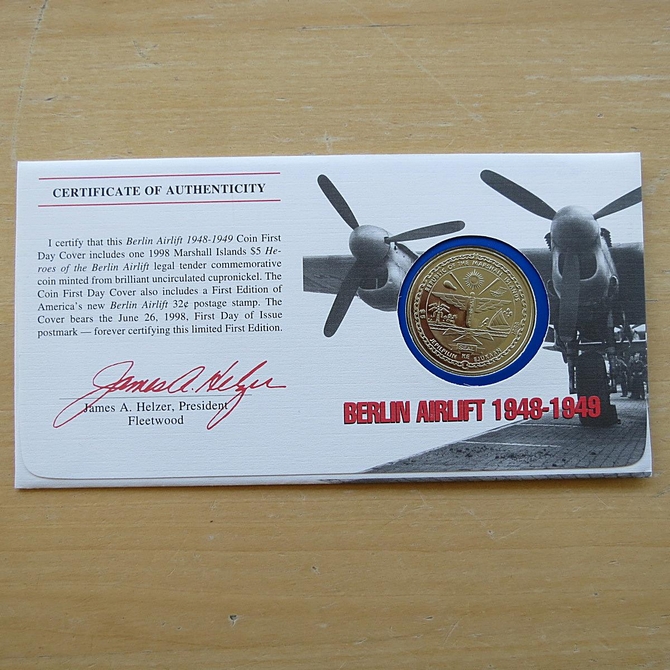 CERTIFICATE OF AUTHENTICITY
I certify that this Berlin Airlift 1948-1949 Coin First
Day Cover includes one 1998 Marshall Islands $5 He-
roes of the Berlin Airlift legal tender commemorative
coin minted from brilliant uncirculated cupronickel. The
Coin First Day Cover also includes a First Edition of
America's new Berlin Airlift 32¢ postage stamp. The
Cover bears the June 26, 1998, First Day of Issue
postmark — forever certifying this limited First Edition.
James A. Helzer
James A. Helzer, President
Fleetwood
REPUBLIC OF THE MARSHALL
BERLIN AIRLIFT 1948-1949